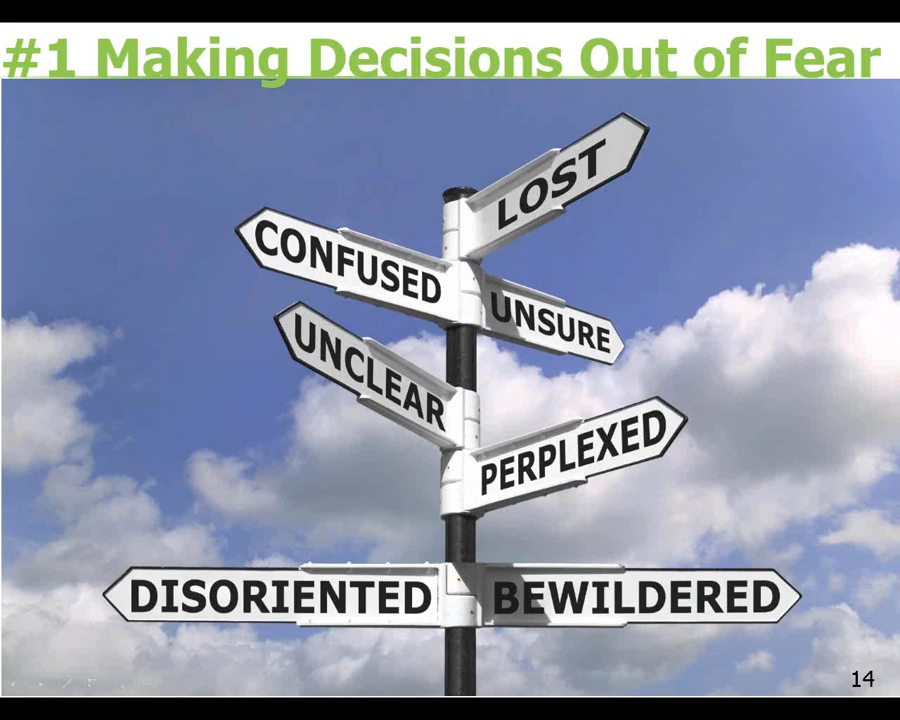 #1 Making Decisions Out of Fear
LOST
CONFUSED
UNSURE
UNCLEAR
PERPLEXED
DISORIENTED
BEWILDERED
14